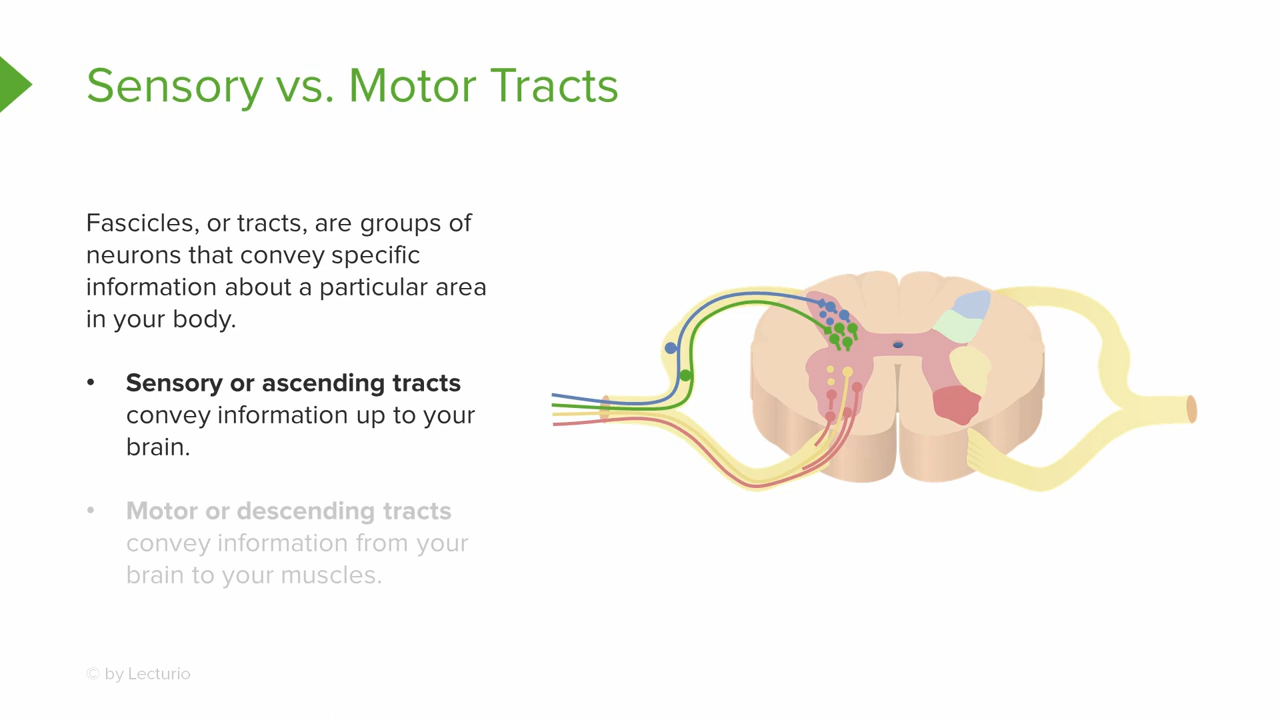 Sensory vs. Motor Tracts
Fascicles, or tracts, are groups of
neurons that convey specific
information about a particular area
in your body.
• Sensory or ascending tracts
convey information up to your
brain.
• Motor or descending tracts
convey information from your
brain to your muscles.
© by Lecturio